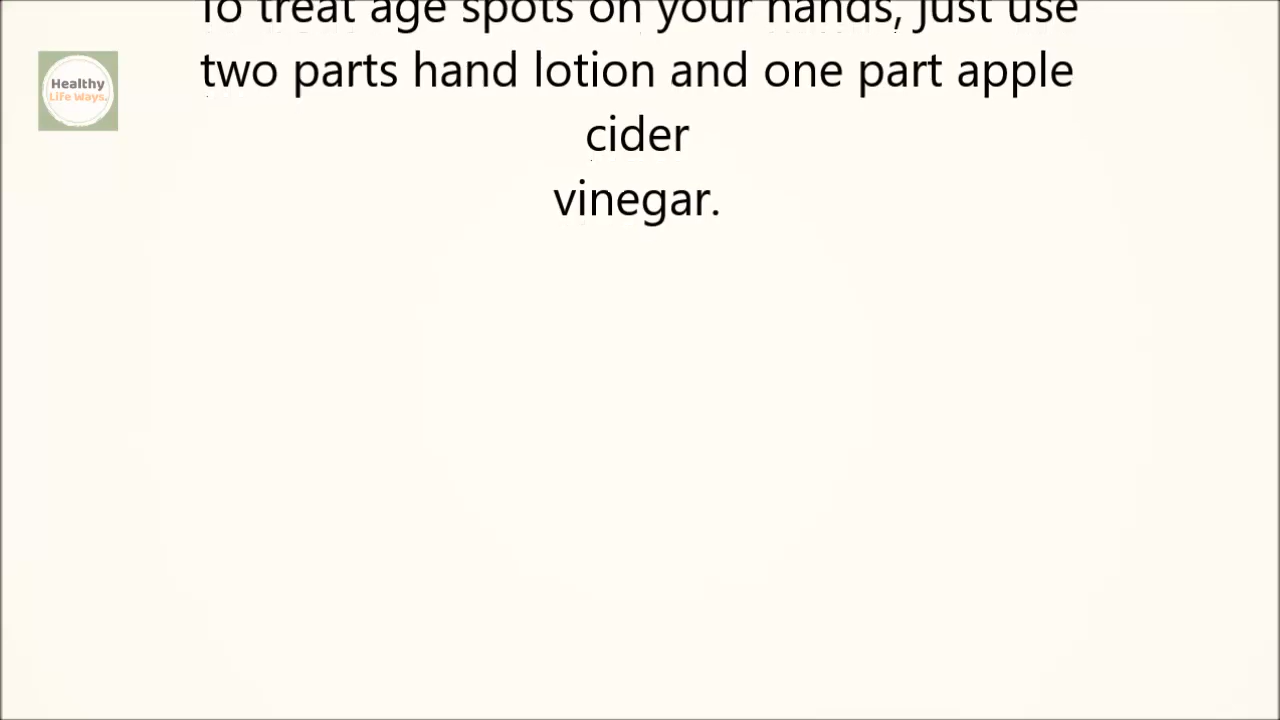 To treat age spots on your hands, just use
two parts hand lotion and one part apple
cider
vinegar.
Healthy
Life Ways.